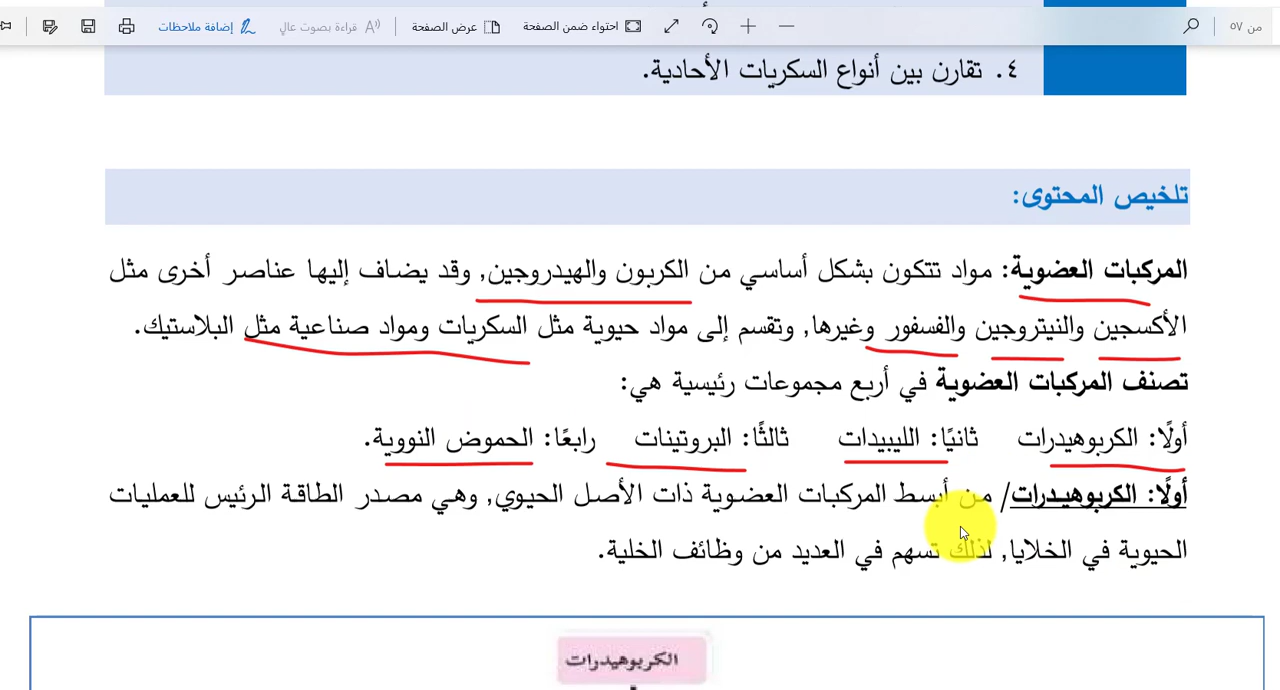 من ٥٧
احتواء ضمن الصفحة
عرض الصفحة
قراءة بصوت عالٍ
إضافة ملاحظات
٤. تقارن بين أنواع السكريات الأحادية.
تلخيص المحتوى:
المركبات العضوية: مواد تتكون بشكل أساسي من الكربون والهيدروجين, وقد يضاف إليها عناصر أخرى مثل
الأكسجين والنيتروجين والفسفور وغيرها, وتقسم إلى مواد حيوية مثل السكريات ومواد صناعية مثل البلاستيك.
تصنف المركبات العضوية في أربع مجموعات رئيسية هي:
أولًا: الكربوهيدرات ثانيًا: الليبيدات ثالثًا: البروتينات رابعًا: الحموض النووية.
أولًا: الكربوهيدرات/ من أبسط المركبات العضوية ذات الأصل الحيوي, وهي مصدر الطاقة الرئيس للعمليات
الحيوية في الخلايا, لذلك تسهم في العديد من وظائف الخلية.
الكربوهيدرات